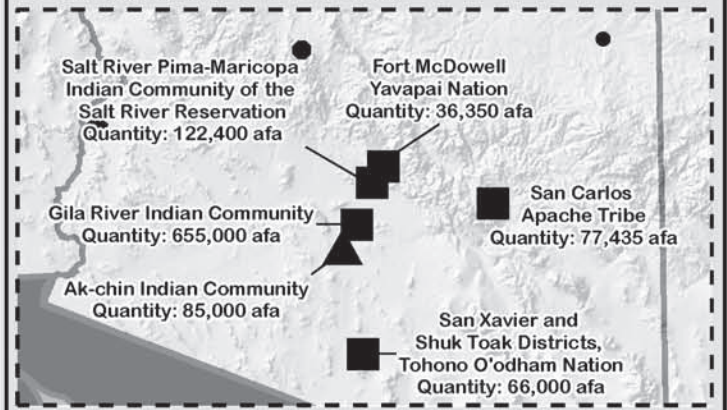 Salt River Pima-Maricopa
Indian Community of the
Salt River Reservation
Quantity: 122,400 afa
Fort McDowell
Yavapai Nation
Quantity: 36,350 afa
San Carlos
Apache Tribe
Quantity: 77,435 afa
Gila River Indian Community
Quantity: 655,000 afa
Ak-chin Indian Community
Quantity: 85,000 afa
San Xavier and
Shuk Toak Districts,
Tohono O'odham Nation
Quantity: 66,000 afa